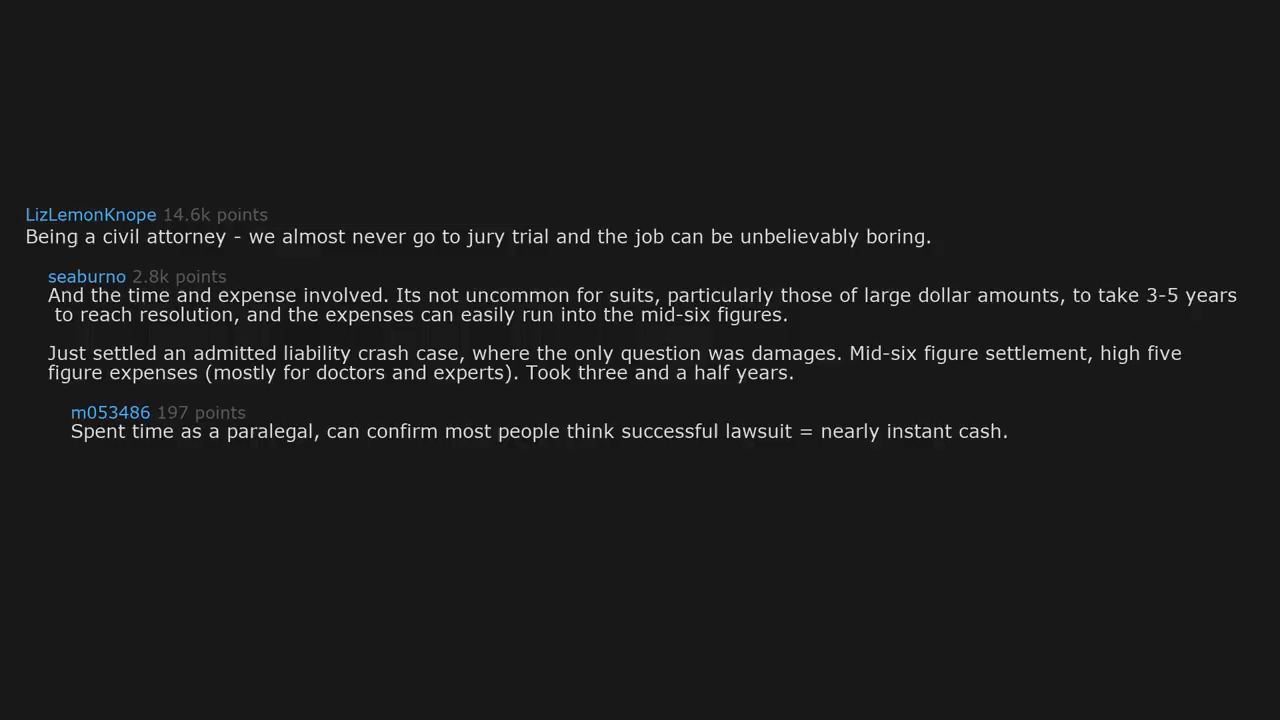 LizLemonKnope 14.6k points
Being a civil attorney - we almost never go to jury trial and the job can be unbelievably boring.
seaburno 2.8k points
And the time and expense involved. Its not uncommon for suits, particularly those of large dollar amounts, to take 3-5 years
to reach resolution, and the expenses can easily run into the mid-six figures.
Just settled an admitted liability crash case, where the only question was damages. Mid-six figure settlement, high five
figure expenses (mostly for doctors and experts). Took three and a half years.
m053486 197 points
Spent time as a paralegal, can confirm most people think successful lawsuit = nearly instant cash.